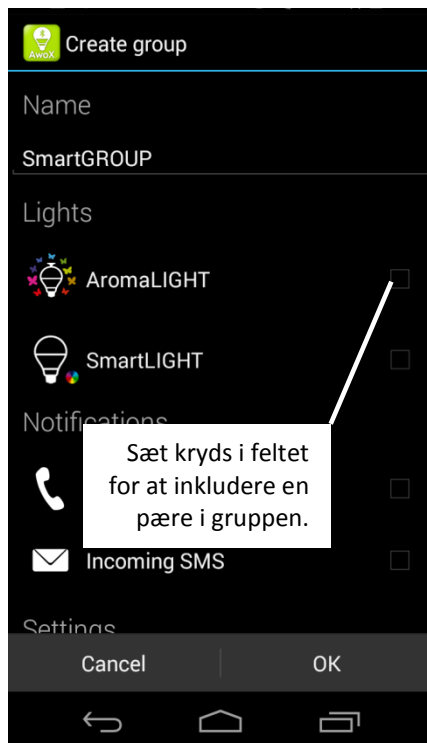 AwoX
Create group
Name
SmartGROUP
Lights
AromaLIGHT
SmartLIGHT
Notifications
Sæt kryds i feltet
for at inkludere en
pære i gruppen.
Incoming SMS
Settings
Cancel
OK